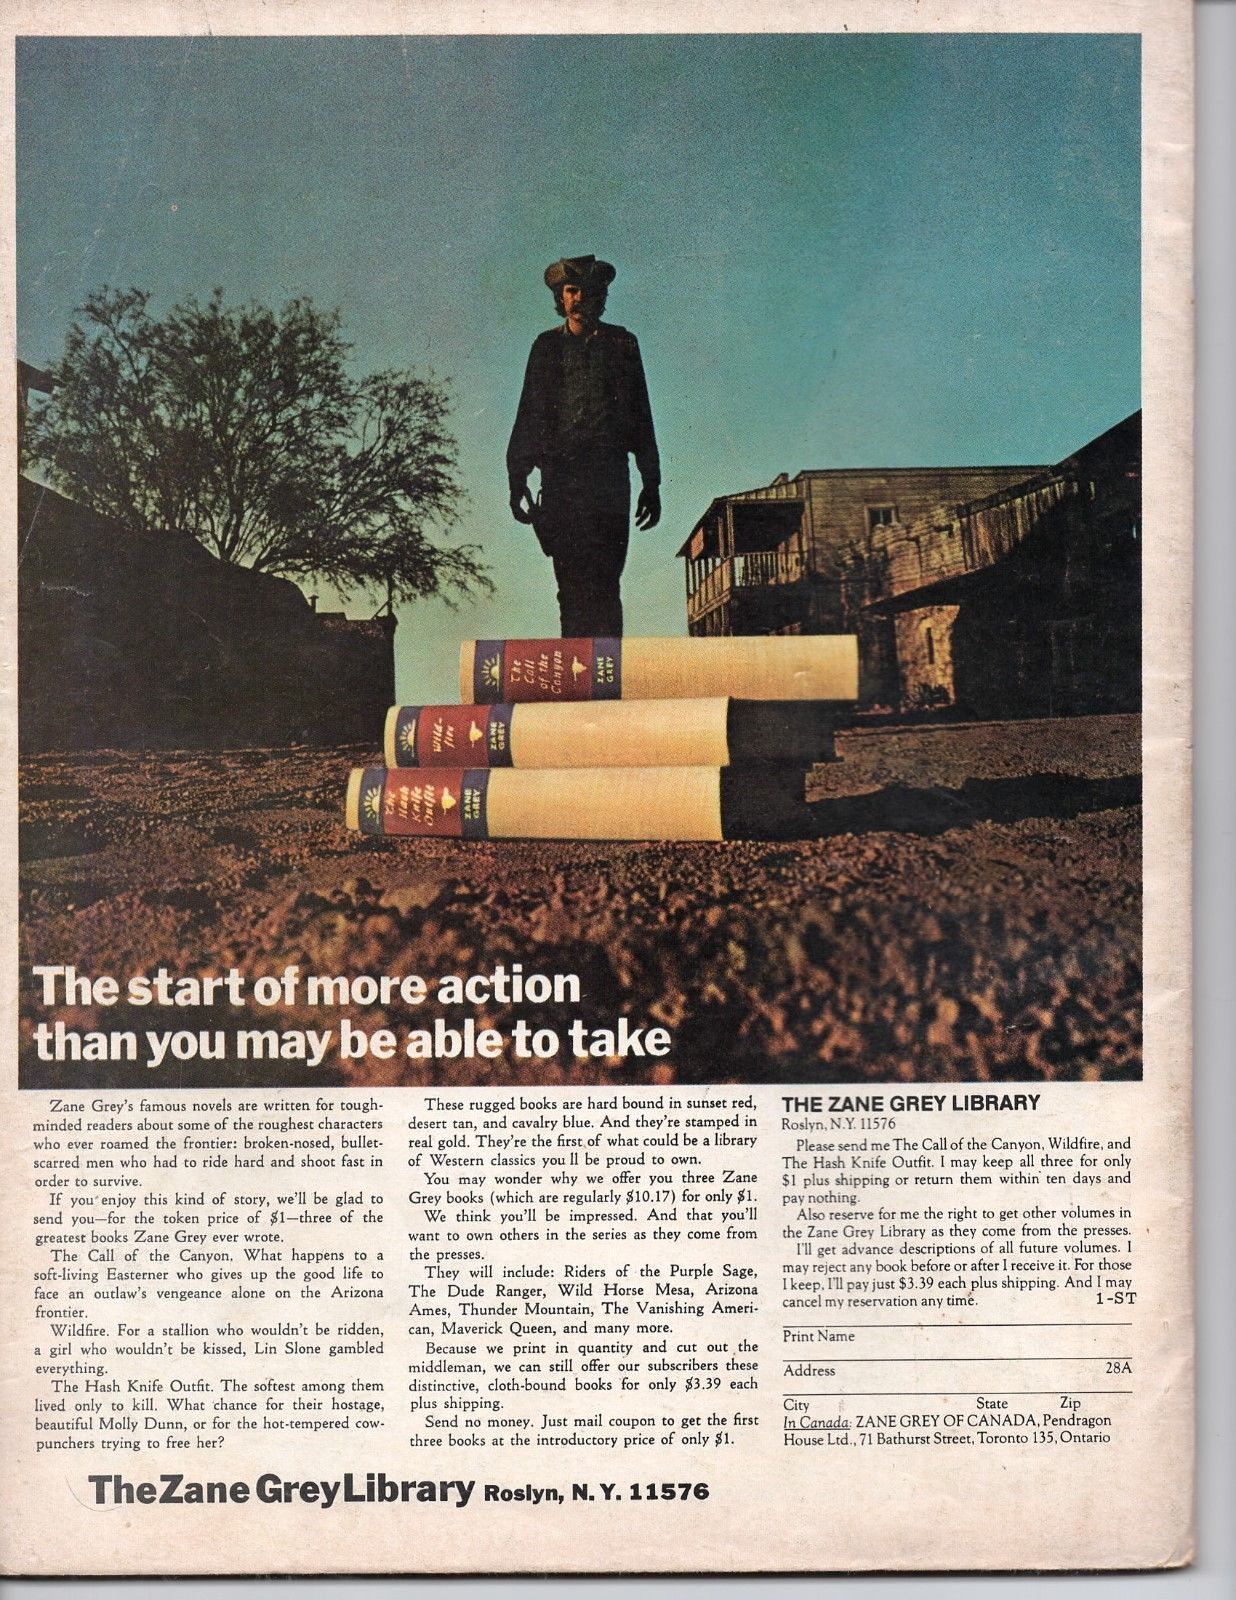 The
Call
of the
Canyon
ZANE
GREY
Wild-
fire
ZANE
GREY
The
Hash
Knife
Outfit
ZANE
GREY
The start of more action
than you may be able to take
Zane Grey's famous novels are written for tough-
minded readers about some of the roughest characters
who ever roamed the frontier: broken-nosed, bullet-
scarred men who had to ride hard and shoot fast in
order to survive.
If you enjoy this kind of story, we'll be glad to
send you—for the token price of $1—three of the
greatest books Zane Grey ever wrote.
The Call of the Canyon. What happens to a
soft-living Easterner who gives up the good life to
face an outlaw's vengeance alone on the Arizona
frontier.
Wildfire. For a stallion who wouldn't be ridden,
a girl who wouldn't be kissed, Lin Slone gambled
everything.
The Hash Knife Outfit. The softest among them
lived only to kill. What chance for their hostage,
beautiful Molly Dunn, or for the hot-tempered cow-
punchers trying to free her?
These rugged books are hard bound in sunset red,
desert tan, and cavalry blue. And they're stamped in
real gold. They're the first of what could be a library
of Western classics you ll be proud to own.
You may wonder why we offer you three Zane
Grey books (which are regularly $10.17) for only $1.
We think you'll be impressed. And that you'll
want to own others in the series as they come from
the presses.
They will include: Riders of the Purple Sage,
The Dude Ranger, Wild Horse Mesa, Arizona
Ames, Thunder Mountain, The Vanishing Ameri-
can, Maverick Queen, and many more.
Because we print in quantity and cut out the
middleman, we can still offer our subscribers these
distinctive, cloth-bound books for only $3.39 each
plus shipping.
Send no money. Just mail coupon to get the first
three books at the introductory price of only $1.
THE ZANE GREY LIBRARY
Roslyn, N.Y. 11576
Please send me The Call of the Canyon, Wildfire, and
The Hash Knife Outfit. I may keep all three for only
$1 plus shipping or return them within ten days and
pay nothing.
Also reserve for me the right to get other volumes in
the Zane Grey Library as they come from the presses.
I'll get advance descriptions of all future volumes. I
may reject any book before or after I receive it. For those
I keep, I'll pay just $3.39 each plus shipping. And I may
cancel my reservation any time. 1-ST
Print Name
Address 28A
City State Zip
In Canada: ZANE GREY OF CANADA, Pendragon
House Ltd., 71 Bathurst Street, Toronto 135, Ontario
The Zane Grey Library Roslyn, N. Y. 11576